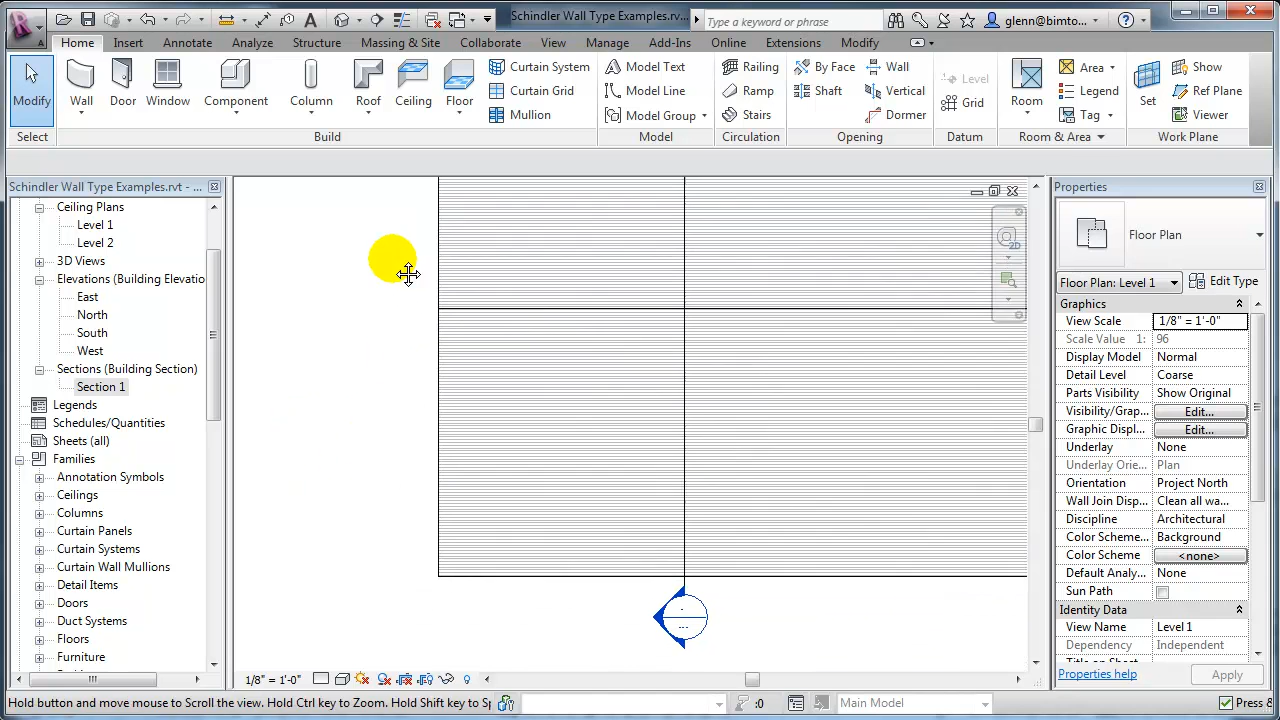 Schindler Wall Type Examples.rvt...
Type a keyword or phrase
glenn@bimto...
Home Insert Annotate Analyze Structure Massing & Site Collaborate View Manage Add-Ins Online Extensions Modify
Modify
Wall
Door
Window
Component
Column
Roof
Ceiling
Floor
Curtain System
Curtain Grid
Mullion
Model Text
Model Line
Model Group
Railing
Ramp
Stairs
By Face
Shaft
Wall
Vertical
Dormer
Level
Grid
Room
Area
Legend
Tag
Set
Show
Ref Plane
Viewer
Select Build Model Circulation Opening Datum Room & Area Work Plane
Schindler Wall Type Examples.rvt - ...
Ceiling Plans
Level 1
Level 2
3D Views
Elevations (Building Elevatio
East
North
South
West
Sections (Building Section)
Section 1
Legends
Schedules/Quantities
Sheets (all)
Families
Annotation Symbols
Ceilings
Columns
Curtain Panels
Curtain Systems
Curtain Wall Mullions
Detail Items
Doors
Duct Systems
Floors
Furniture
2D
1/8" = 1'-0"
Properties
Floor Plan
Floor Plan: Level 1 Edit Type
Graphics
View Scale 1/8" = 1'-0"
Scale Value 1: 96
Display Model Normal
Detail Level Coarse
Parts Visibility Show Original
Visibility/Grap... Edit...
Graphic Displ... Edit...
Underlay None
Underlay Orie... Plan
Orientation Project North
Wall Join Disp... Clean all wa...
Discipline Architectural
Color Scheme Background
Color Scheme <none>
Default Analy... None
Sun Path
Identity Data
View Name Level 1
Dependency Independent
Properties help Apply
Hold button and move mouse to Scroll the view. Hold Ctrl key to Zoom. Hold Shift key to Sp
:0
Main Model
Press &